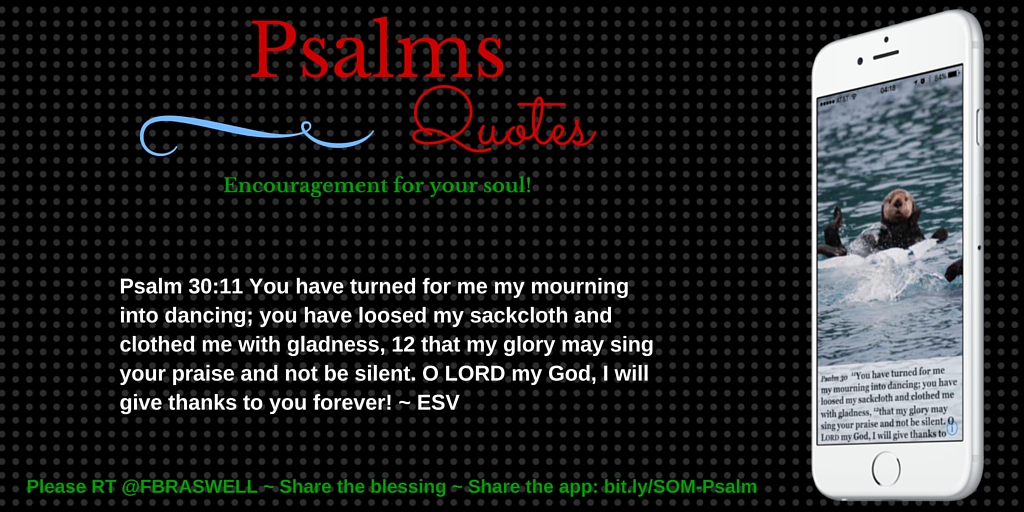 Psalms
Quotes
Encouragement for your soul!
Psalm 30:11 You have turned for me my mourning
into dancing; you have loosed my sackcloth and
clothed me with gladness, 12 that my glory may sing
your praise and not be silent. O LORD my God, I will
give thanks to you forever! ~ ESV
Please RT @FBRASWELL ~ Share the blessing ~ Share the app: bit.ly/SOM-Psalm
AT&T 04:18 84%
Psalm 30 "You have turned for me
my mourning into dancing; you have
loosed my sackcloth and clothed me
with gladness, ¹²that my glory may
sing your praise and not be silent. O
LORD my God, I will give thanks to